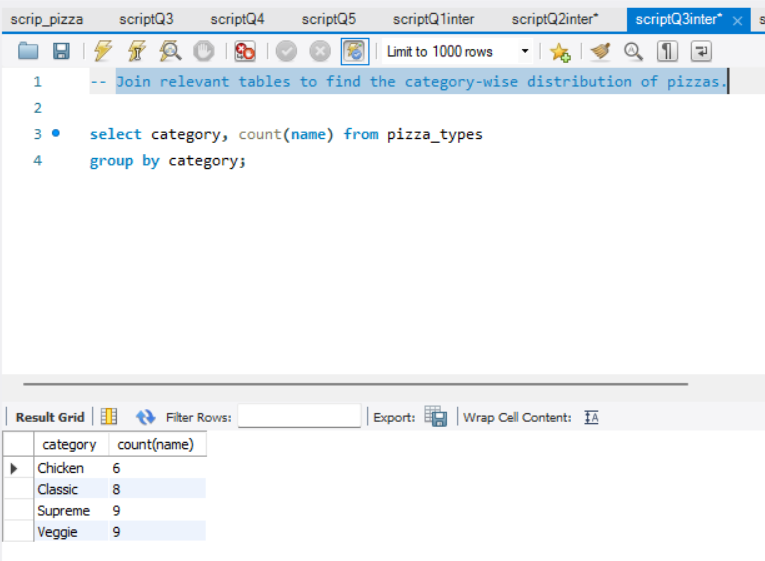 scrip_pizza scriptQ3 scriptQ4 scriptQ5 scriptQ1inter scriptQ2inter* scriptQ3inter*
Limit to 1000 rows
1 -- Join relevant tables to find the category-wise distribution of pizzas.
2
3 select category, count(name) from pizza_types
4 group by category;
Result Grid Filter Rows: Export: Wrap Cell Content:
category count(name)
Chicken 6
Classic 8
Supreme 9
Veggie 9